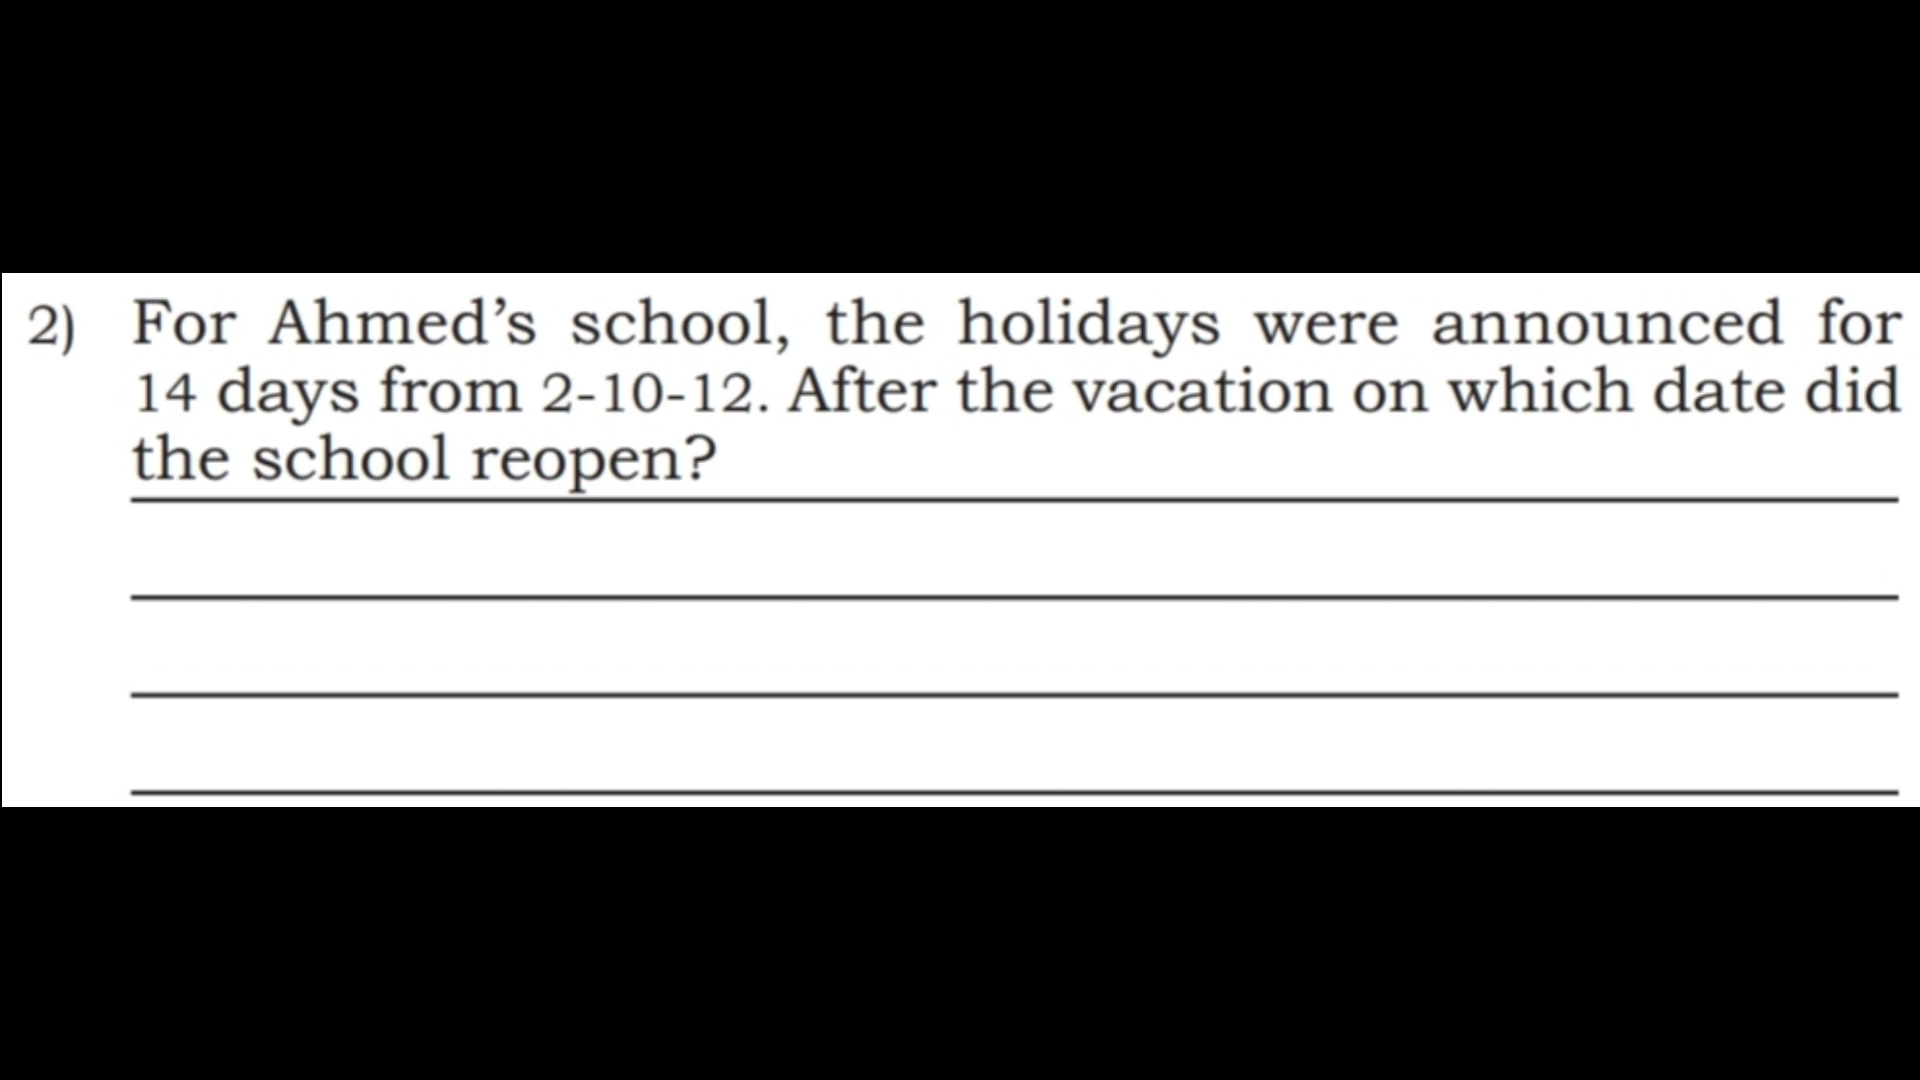 2) For Ahmed’s school, the holidays were announced for
14 days from 2-10-12. After the vacation on which date did
the school reopen?